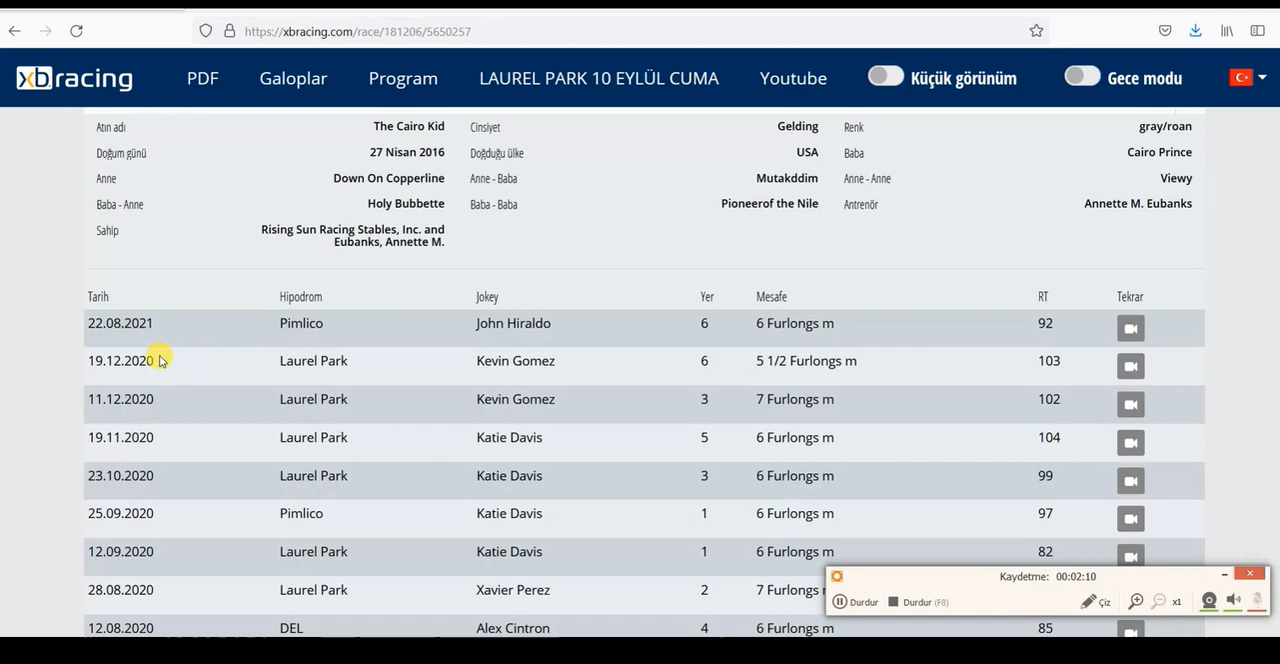 https://xbracing.com/race/181206/5650257
xbracing PDF Galoplar Program LAUREL PARK 10 EYLÜL CUMA Youtube Küçük görünüm Gece modu
Atın adı The Cairo Kid Cinsiyet Gelding Renk gray/roan
Doğum günü 27 Nisan 2016 Doğduğu ülke USA Baba Cairo Prince
Anne Down On Copperline Anne - Baba Mutakddim Anne - Anne Viewy
Baba - Anne Holy Bubbette Baba - Baba Pioneerof the Nile Antrenör Annette M. Eubanks
Sahip Rising Sun Racing Stables, Inc. and
Eubanks, Annette M.
Tarih Hipodrom Jokey Yer Mesafe RT Tekrar
22.08.2021 Pimlico John Hiraldo 6 6 Furlongs m 92
19.12.2020 Laurel Park Kevin Gomez 6 5 1/2 Furlongs m 103
11.12.2020 Laurel Park Kevin Gomez 3 7 Furlongs m 102
19.11.2020 Laurel Park Katie Davis 5 6 Furlongs m 104
23.10.2020 Laurel Park Katie Davis 3 6 Furlongs m 99
25.09.2020 Pimlico Katie Davis 1 6 Furlongs m 97
12.09.2020 Laurel Park Katie Davis 1 6 Furlongs m 82
28.08.2020 Laurel Park Xavier Perez 2 7 Furlongs
12.08.2020 DEL Alex Cintron 4 6 Furlongs m 85
Kaydetme: 00:02:10
Durdur Durdur (F8) Çiz x1